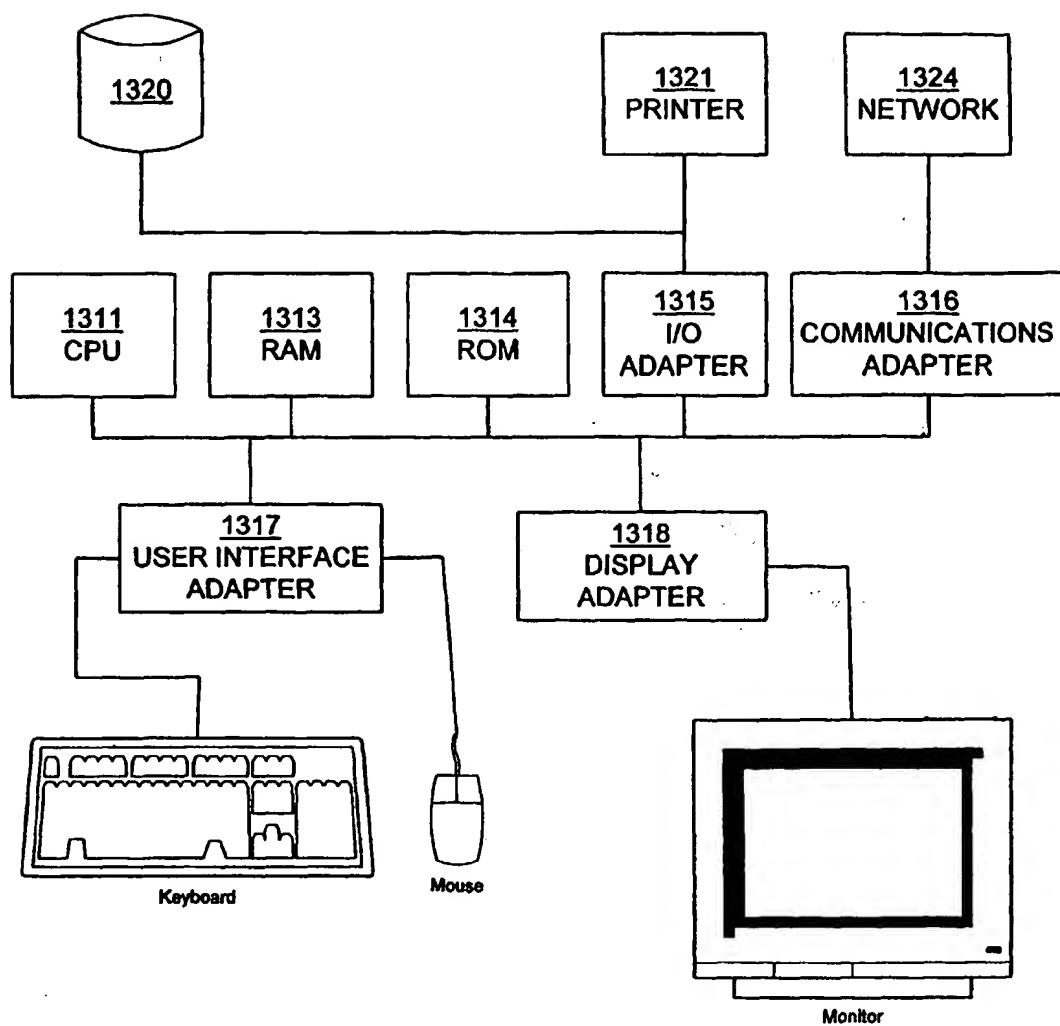 1320
1321
PRINTER
1324
NETWORK
1311
CPU
1313
RAM
1314
ROM
1315
I/O
ADAPTER
1316
COMMUNICATIONS
ADAPTER
1317
USER INTERFACE
ADAPTER
1318
DISPLAY
ADAPTER
Keyboard
Mouse
Monitor